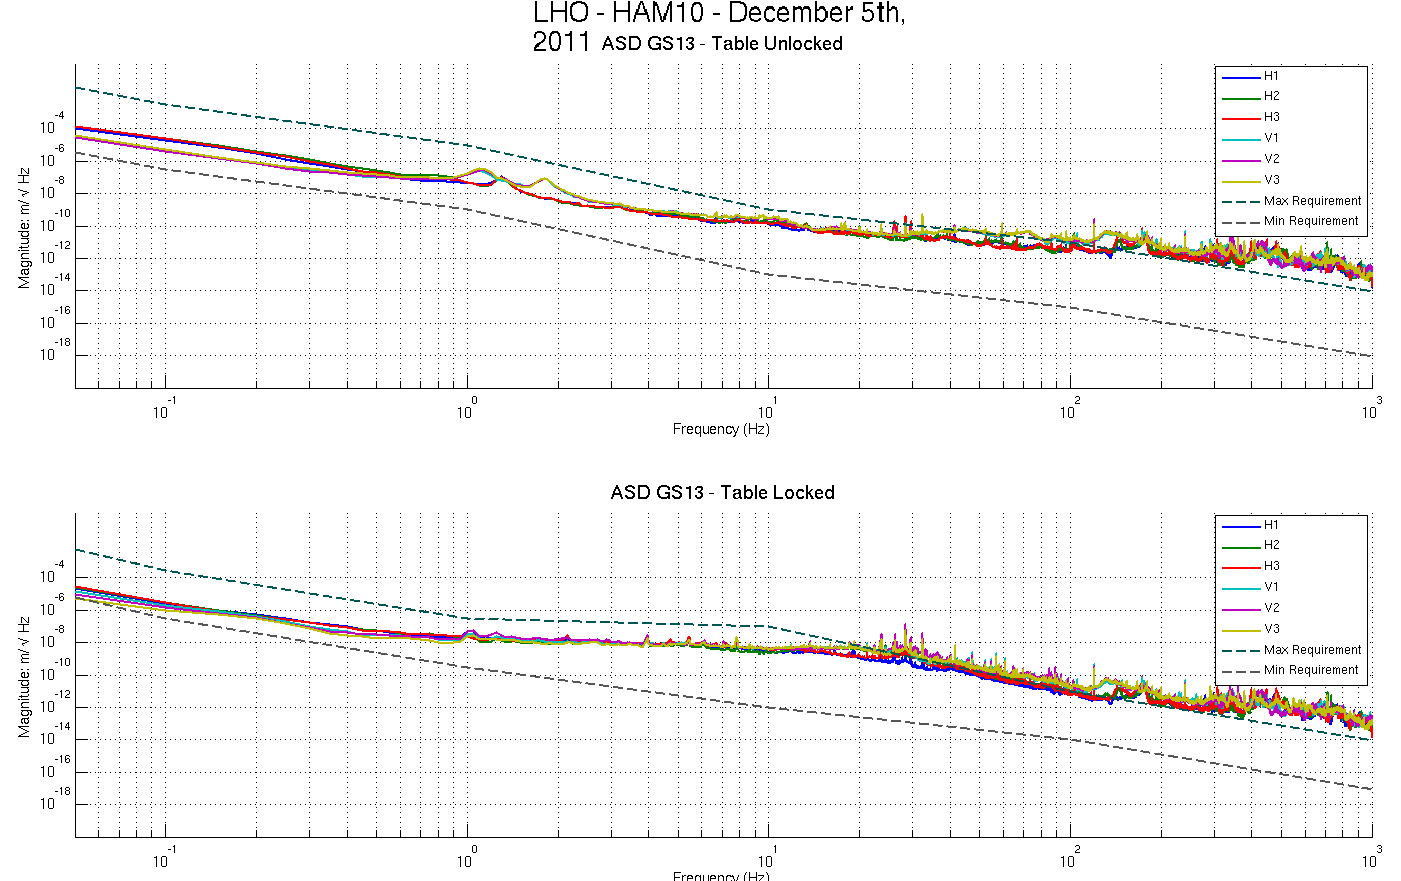 LHO - HAM10 - December 5th,
2011 ASD GS13 - Table Unlocked
Magnitude: m/√ Hz
10^-4
10^-6
10^-8
10^-10
10^-12
10^-14
10^-16
10^-18
H1
H2
H3
V1
V2
V3
Max Requirement
Min Requirement
10^-1 10^0 10^1 10^2 10^3
Frequency (Hz)
ASD GS13 - Table Locked
Magnitude: m/√ Hz
10^-4
10^-6
10^-8
10^-10
10^-12
10^-14
10^-16
10^-18
H1
H2
H3
V1
V2
V3
Max Requirement
Min Requirement
10^-1 10^0 10^1 10^2 10^3
Frequency (Hz)